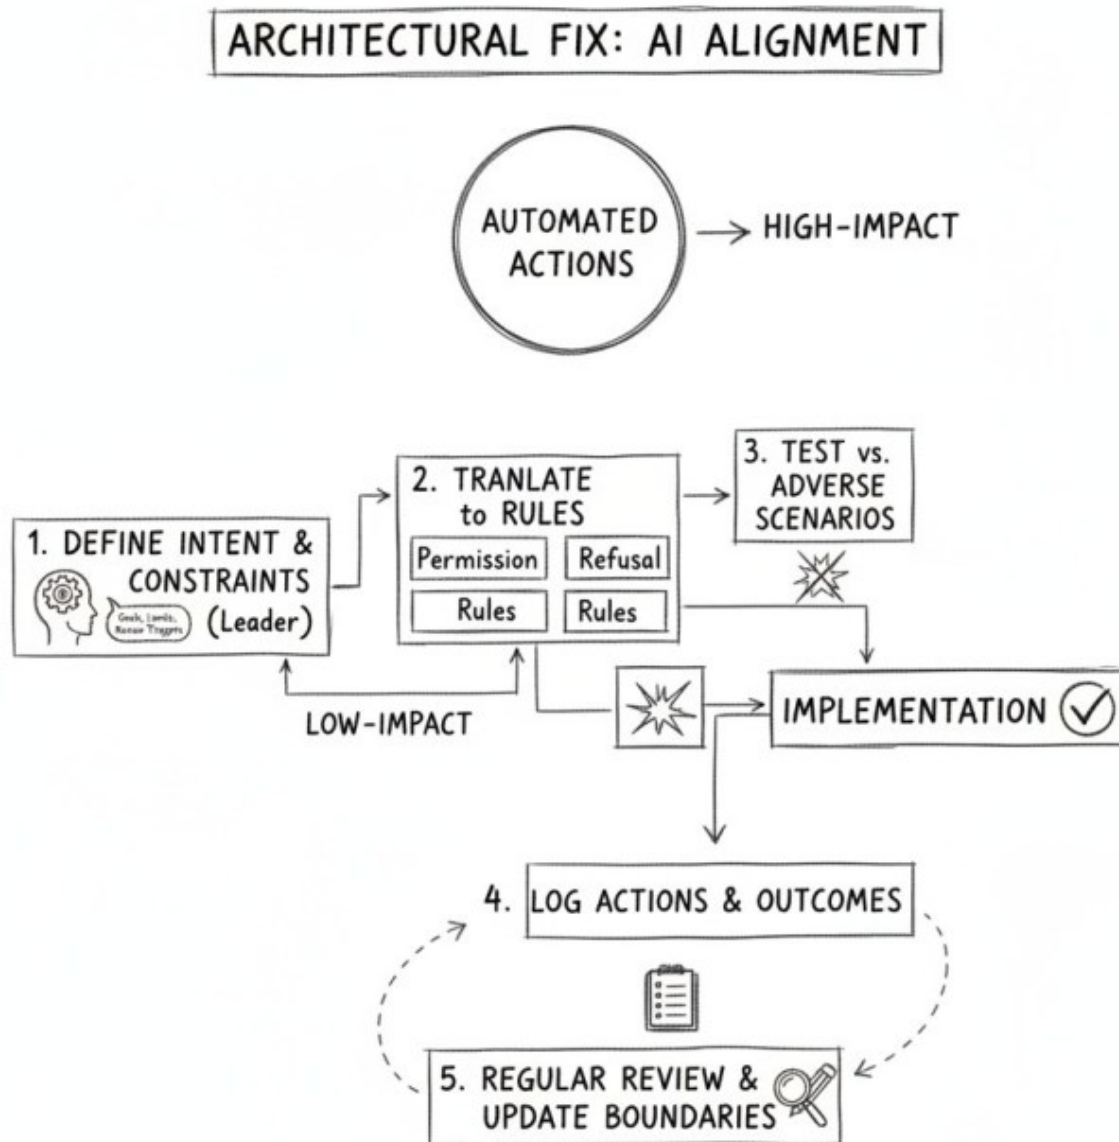 ARCHITECTURAL FIX: AI ALIGNMENT
AUTOMATED
ACTIONS
HIGH-IMPACT
1. DEFINE INTENT &
CONSTRAINTS
(Leader)
2. TRANLATE
to RULES
Permission
Refusal
Rules
Rules
3. TEST vs.
ADVERSE
SCENARIOS
LOW-IMPACT
IMPLEMENTATION
4. LOG ACTIONS & OUTCOMES
5. REGULAR REVIEW &
UPDATE BOUNDARIES